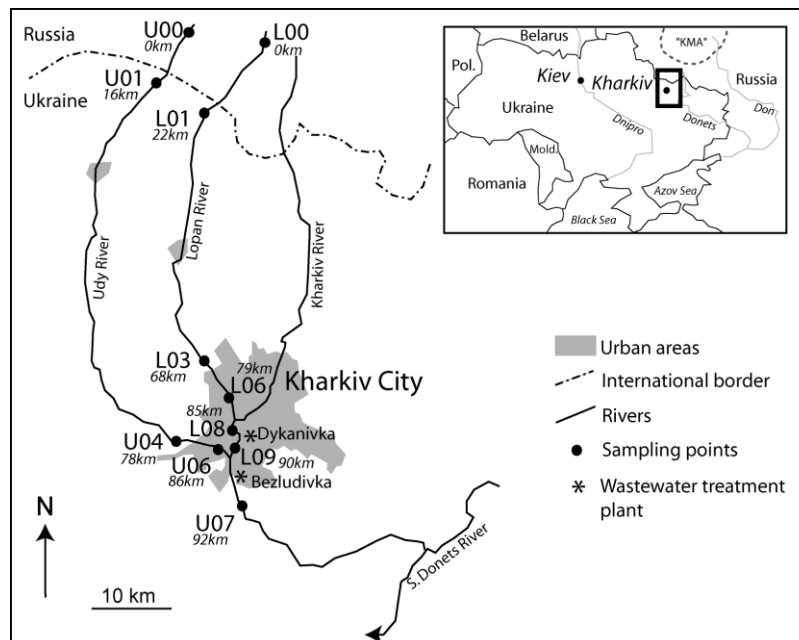 Russia
U00
0km
L00
0km
U01
16km
Ukraine
L01
22km
Udy River
Lopan River
Kharkiv River
L03
68km
79km
L06
Kharkiv City
85km
L08
Dykanivka
U04
78km
U06
86km
L09
90km
Bezludivka
U07
92km
S. Donets River
N
10 km
Belarus
"KMA"
Pol.
Kiev
Kharkiv
Russia
Ukraine
Dnipro
Donets
Don
Mold.
Romania
Azov Sea
Black Sea
Urban areas
International border
Rivers
Sampling points
Wastewater treatment
plant